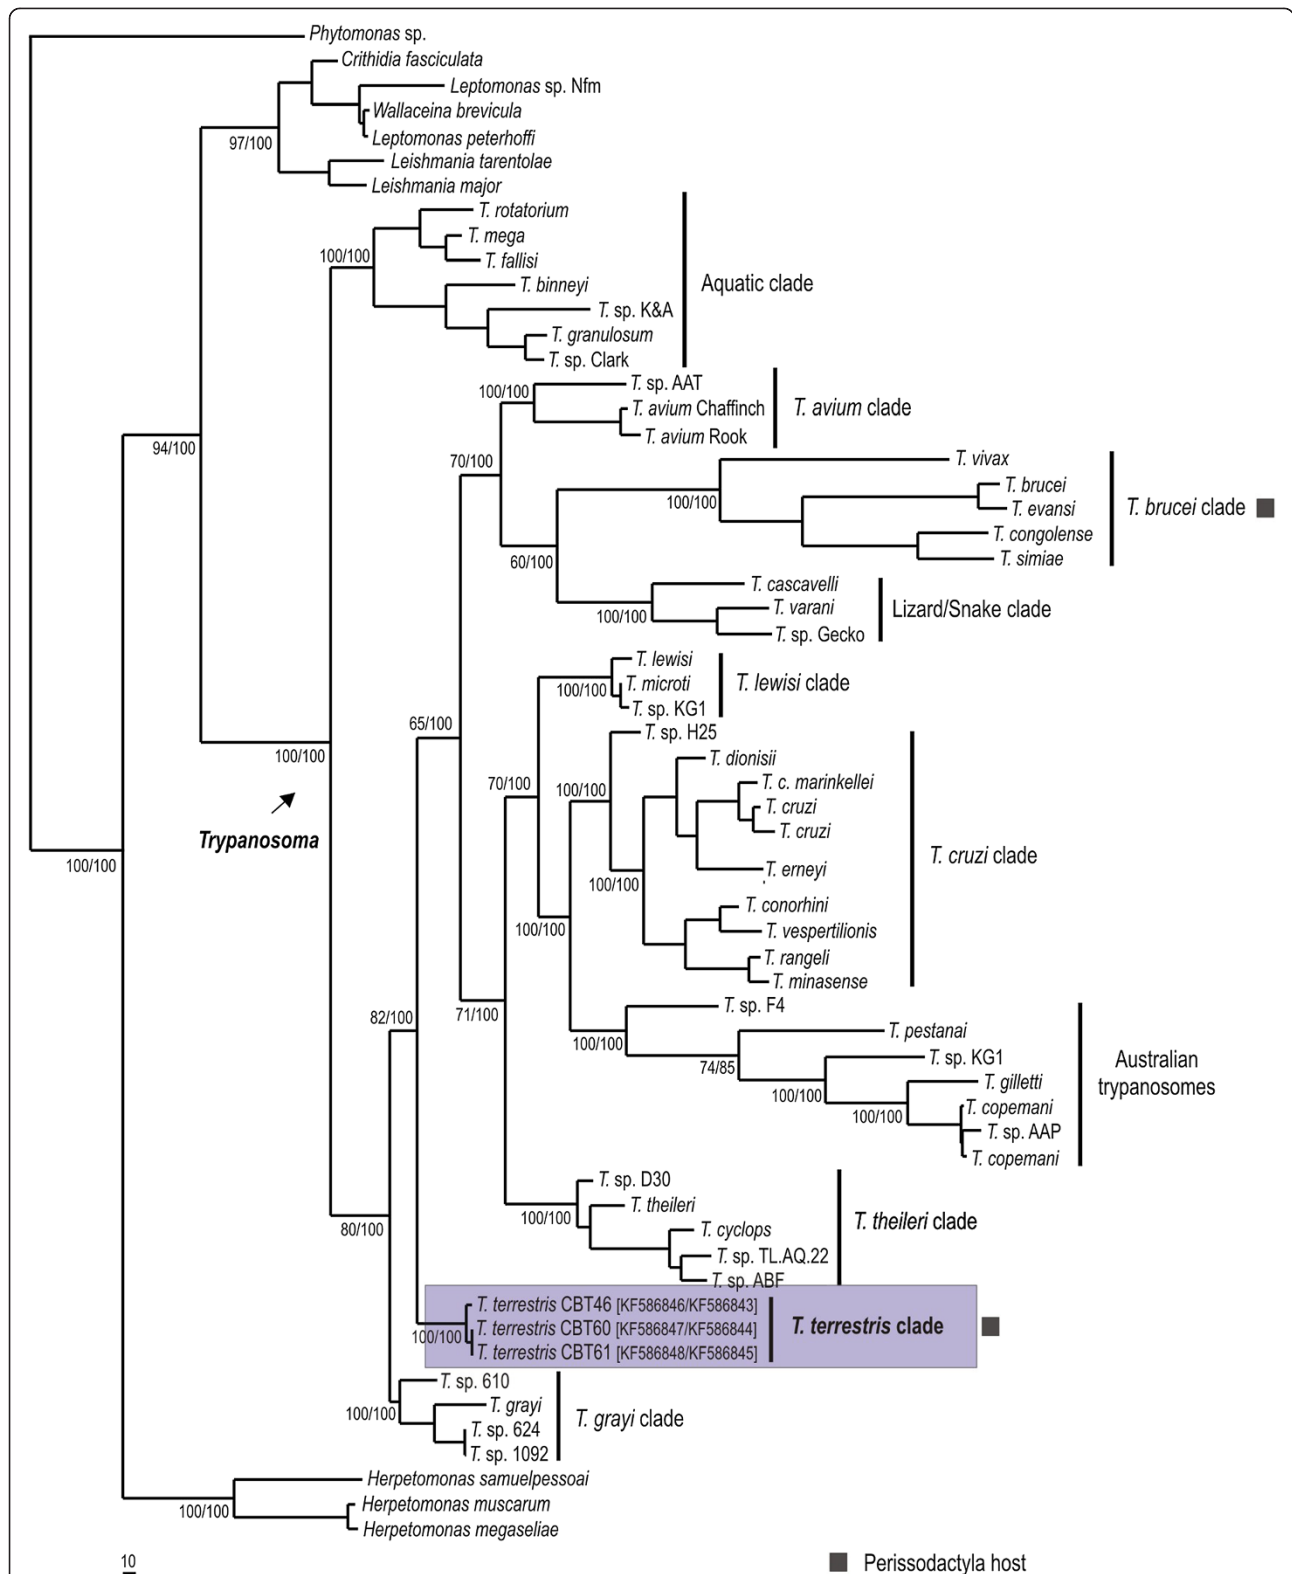 Phytomonas sp.
Crithidia fasciculata
Leptomonas sp. Nfm
Wallaceina brevicula
97/100
Leptomonas peterhoffi
Leishmania tarentolae
Leishmania major
T. rotatorium
T. mega
100/100
T. fallisi
T. binneyi
Aquatic clade
T. sp. K&A
T. granulosum
T. sp. Clark
T. sp. AAT
100/100
T. avium Chaffinch
T. avium clade
T. avium Rook
94/100
70/100
T. vivax
T. brucei
100/100
T. brucei clade
T. evansi
T. congolense
60/100
T. simiae
T. cascavelli
T. varani
Lizard/Snake clade
100/100
T. sp. Gecko
T. lewisi
T. microti
T. lewisi clade
100/100
T. sp. KG1
65/100
T. sp. H25
100/100
T. dionisii
70/100
100/100
T. c. marinkellei
T. cruzi
T. cruzi
Trypanosoma
T. cruzi clade
100/100
T. erneyi
100/100
T. conorhini
100/100
T. vespertilionis
T. rangeli
T. minasense
T. sp. F4
82/100
71/100
T. pestanai
100/100
T. sp. KG1
74/85
Australian
trypanosomes
T. gilletti
100/100
T. copemani
100/100
T. sp. AAP
T. copemani
T. sp. D30
T. theileri
100/100
T. theileri clade
80/100
T. cyclops
T. sp. TL.AQ.22
T. sp. ABF
T. terrestris CBT46 [KF586846/KF586843]
T. terrestris CBT60 [KF586847/KF586844]
T. terrestris clade
100/100
T. terrestris CBT61 [KF586848/KF586845]
T. sp. 610
T. grayi
100/100
T. grayi clade
T. sp. 624
T. sp. 1092
Herpetomonas samuelpessoai
100/100
Herpetomonas muscarum
Herpetomonas megaseliae
10
Perissodactyla host